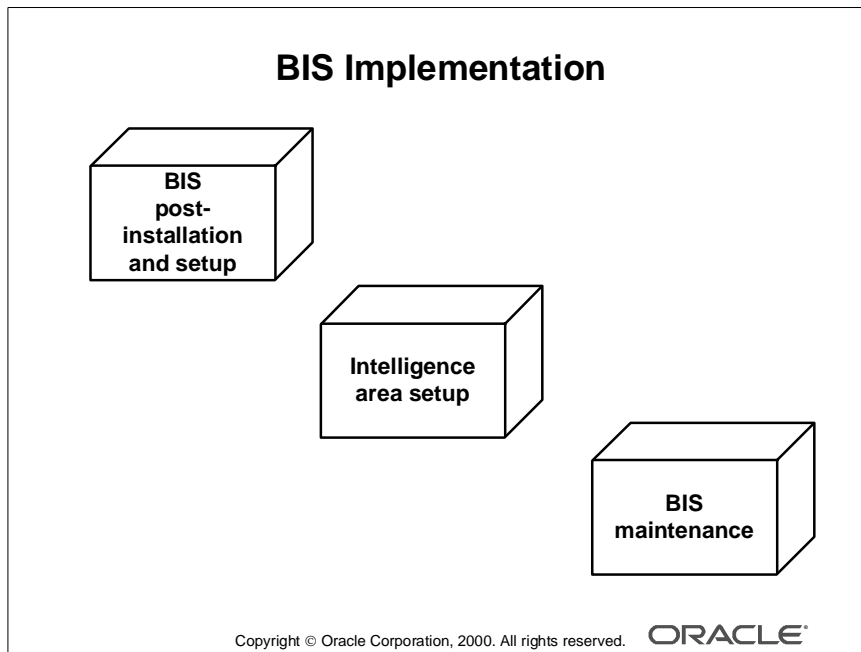 BIS Implementation
BIS
post-
installation
and setup
Intelligence
area setup
BIS
maintenance
Copyright © Oracle Corporation, 2000. All rights reserved.
ORACLE®